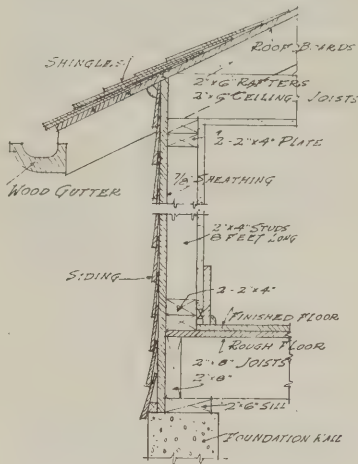 ROOF BOARDS
SHINGLES
2"x6" RAFTERS
2"x6" CEILING JOISTS
2-2"x4" PLATE
WOOD GUTTER
7/8" SHEATHING
2"x4" STUDS
8 FEET LONG
SIDING
2-2"x4"
FINISHED FLOOR
ROUGH FLOOR
2"x8" JOISTS
2"x8"
2"x6" SILL
FOUNDATION WALL